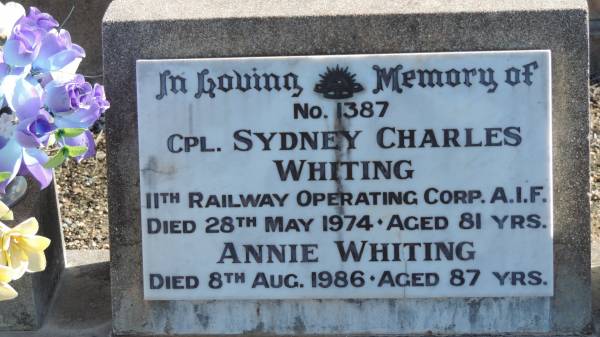 In Loving Memory of
No. 1387
CPL. SYDNEY CHARLES
WHITING
11TH RAILWAY OPERATING CORP. A.I.F.
DIED 28TH MAY 1974 · AGED 81 YRS.
ANNIE WHITING
DIED 8TH AUG. 1986 · AGED 87 YRS.